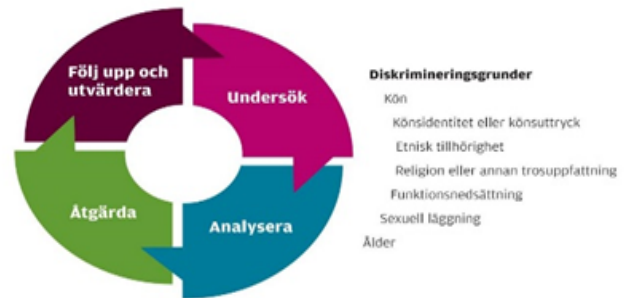 Följ upp och
utvärdera
Undersök
Åtgärda
Analysera
Diskrimineringsgrunder
Kön
Könsidentitet eller könsuttryck
Etnisk tillhörighet
Religion eller annan trosuppfattning
Funktionsnedsättning
Sexuell läggning
Ålder